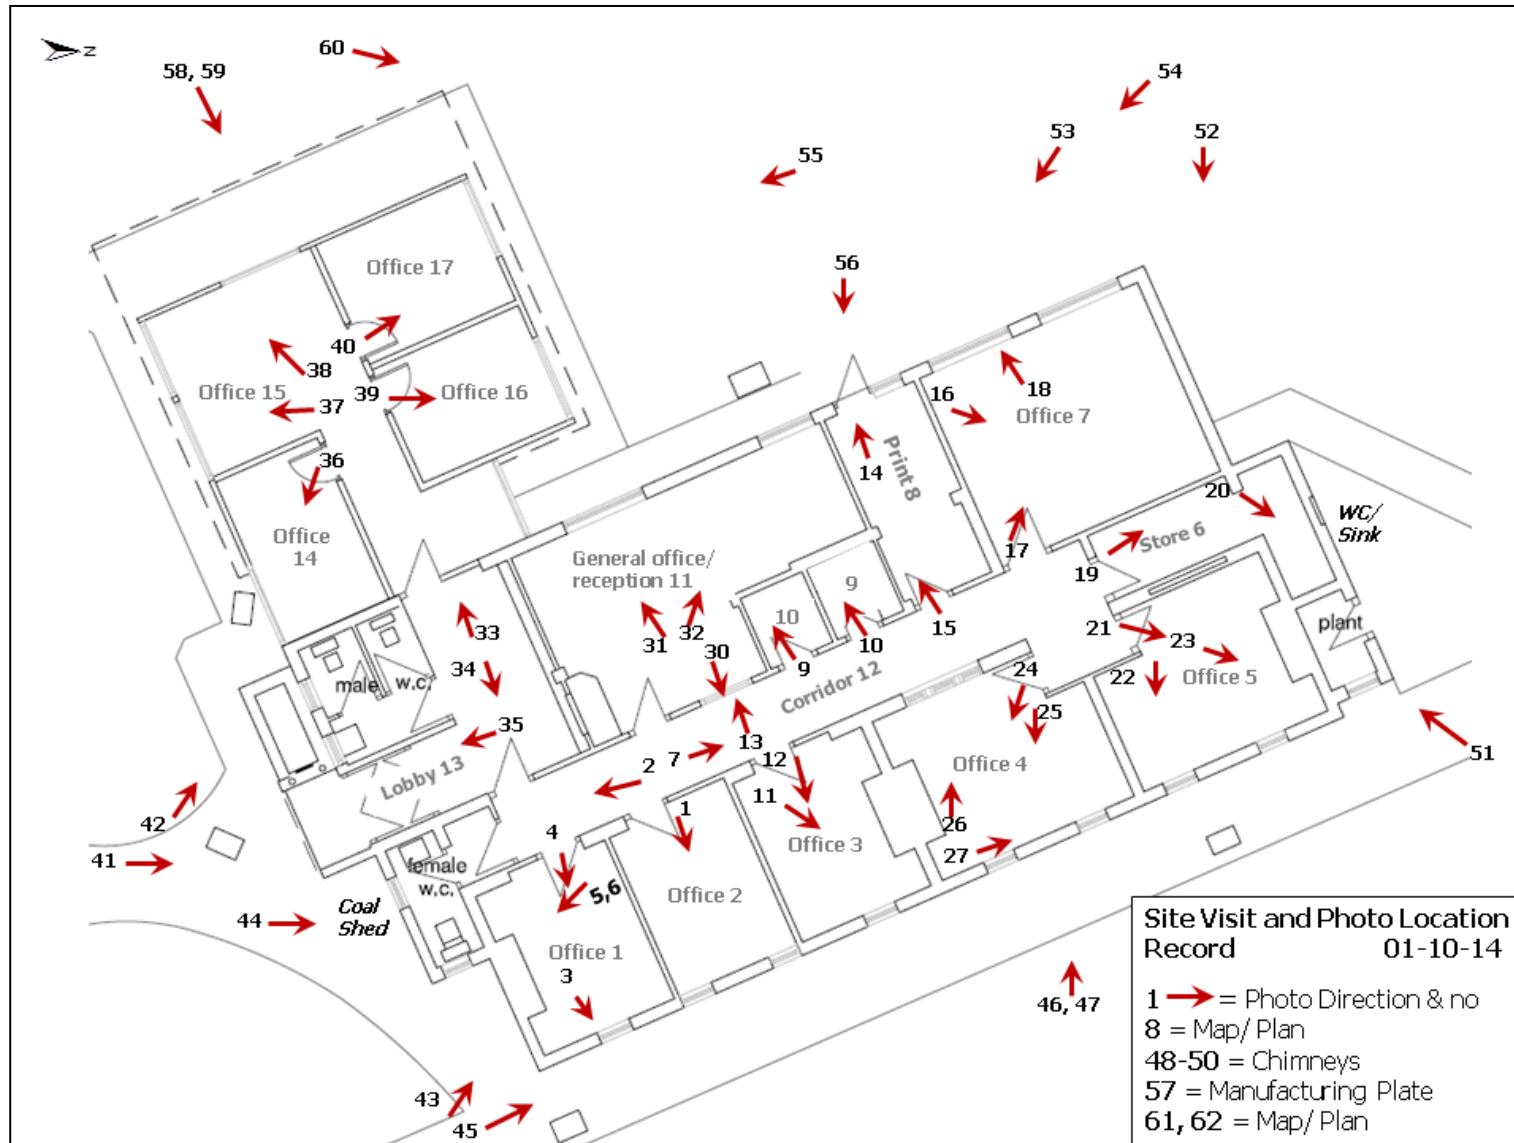 z
60
58, 59
54
53
52
55
56
Office 17
40
38
Office 15
39
Office 16
37
36
Office
14
16
18
Office 7
14
Print 8
20
WC/
Sink
17
Store 6
19
General office/
reception 11
9
10
31
32
33
30
9
10
15
21
23
plant
34
male
w.c.
35
Corridor 12
24
22
Office 5
25
51
Lobby 13
2
7
13
12
11
1
Office 4
26
27
Office 3
42
41
4
female
w.c.
5,6
Office 2
44
Coal
Shed
Office 1
3
46, 47
43
45
Site Visit and Photo Location
Record 01-10-14
1 = Photo Direction & no
8 = Map/ Plan
48-50 = Chimneys
57 = Manufacturing Plate
61, 62 = Map/ Plan